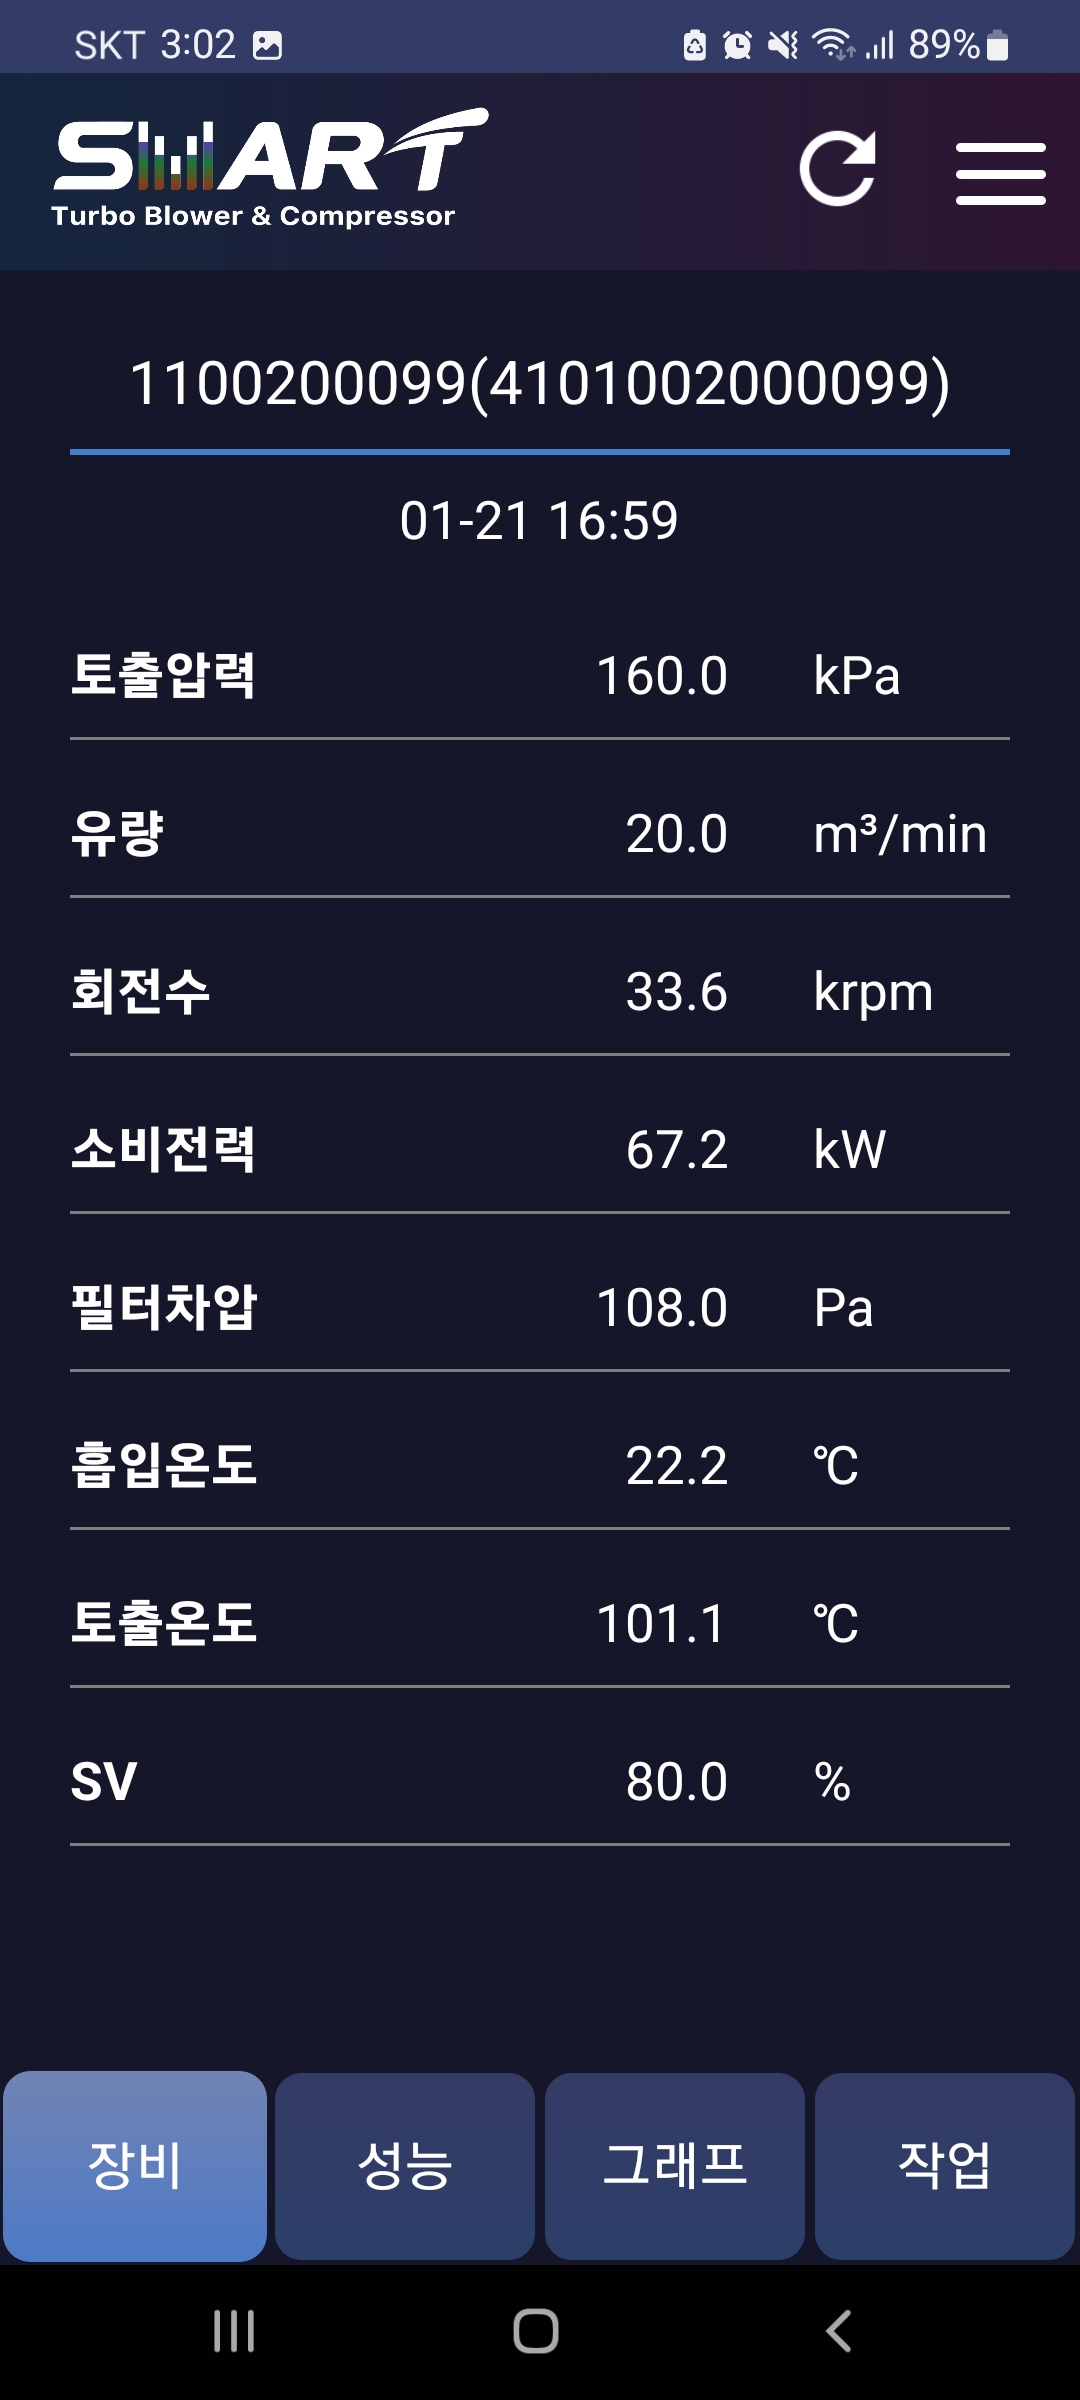 SKT 3:02 89%
SMART
Turbo Blower & Compressor
1100200099(4101002000099)
01-21 16:59
토출압력 160.0 kPa
유량 20.0 m³/min
회전수 33.6 krpm
소비전력 67.2 kW
필터차압 108.0 Pa
흡입온도 22.2 ℃
토출온도 101.1 ℃
SV 80.0 %
장비 성능 그래프 작업